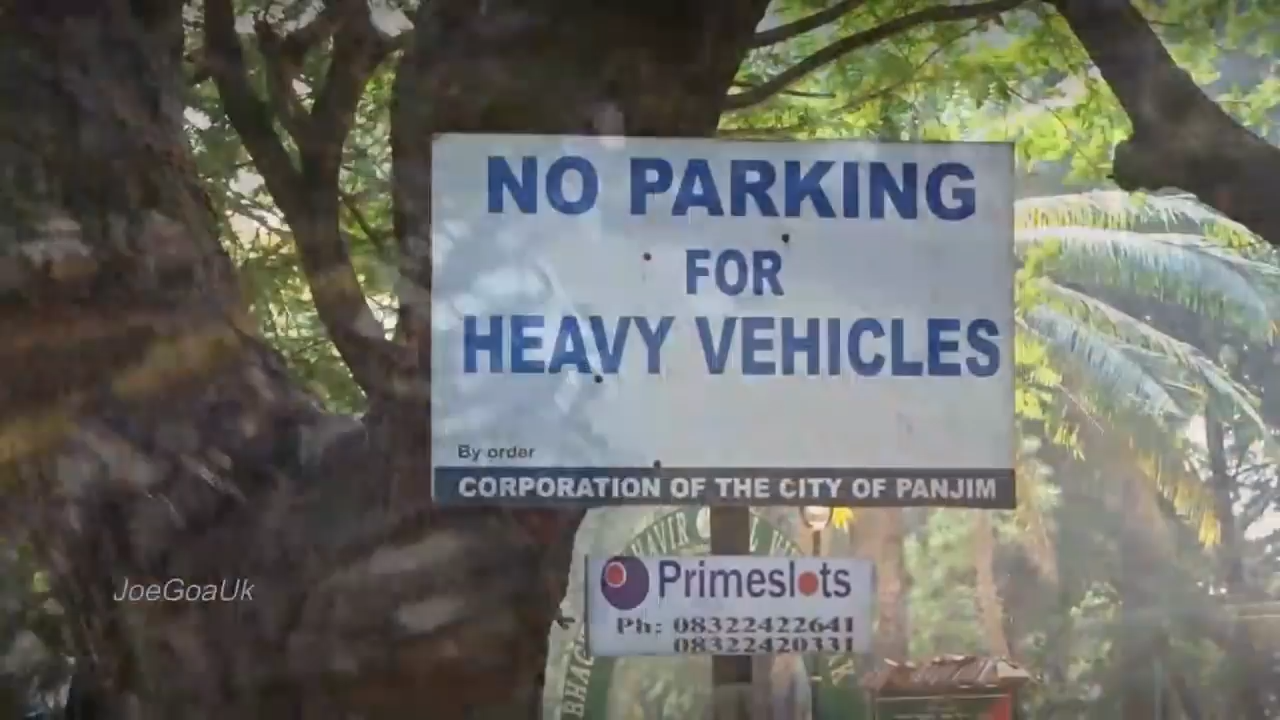 NO PARKING
FOR
HEAVY VEHICLES
By order
CORPORATION OF THE CITY OF PANJIM
Primeslots
Ph: 08322422641
08322420331
JoeGoaUk